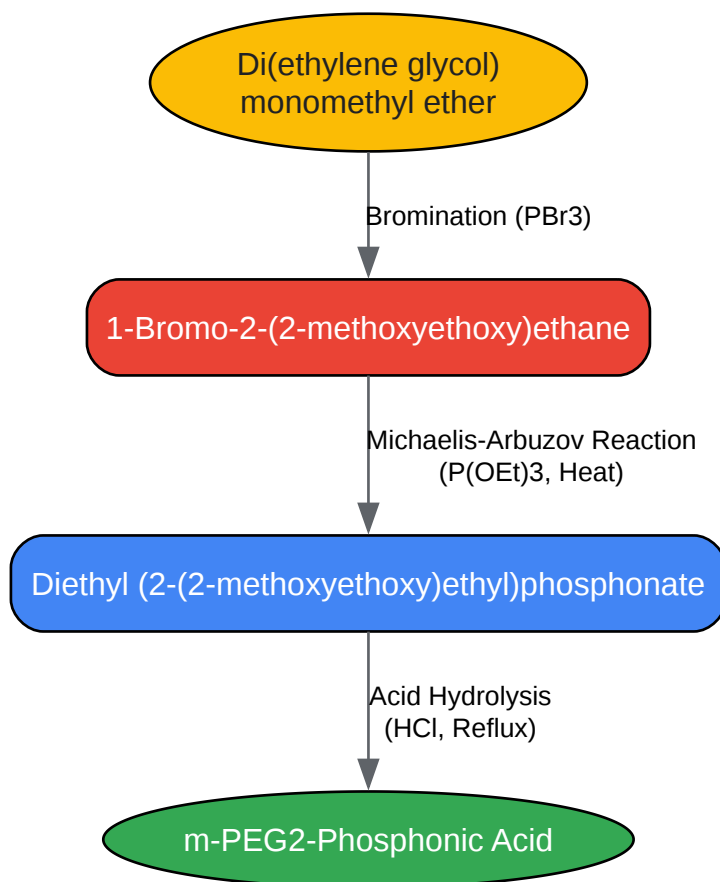 Di(ethylene glycol)
monomethyl ether
Bromination (PBr3)
1-Bromo-2-(2-methoxyethoxy)ethane
Michaelis-Arbuzov Reaction
(P(OEt)3, Heat)
Diethyl (2-(2-methoxyethoxy)ethyl)phosphonate
Acid Hydrolysis
(HCl, Reflux)
m-PEG2-Phosphonic Acid